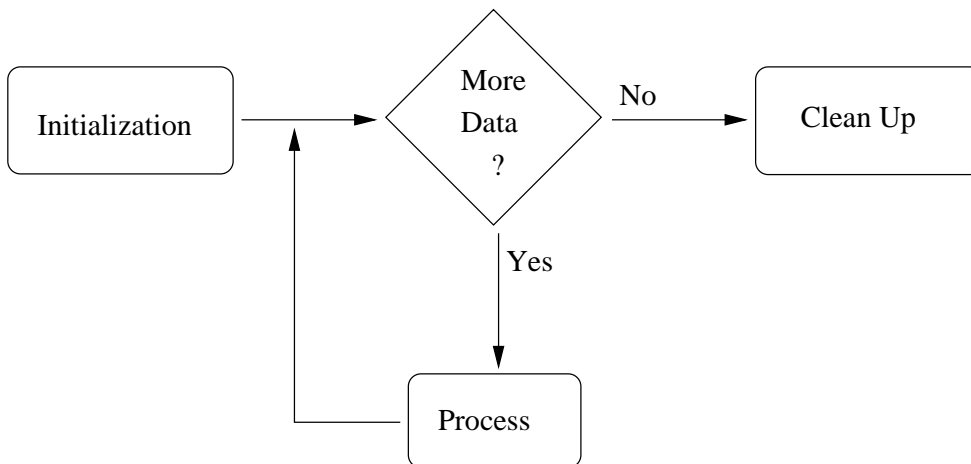 Initialization
More
Data
?
No
Clean Up
Yes
Process